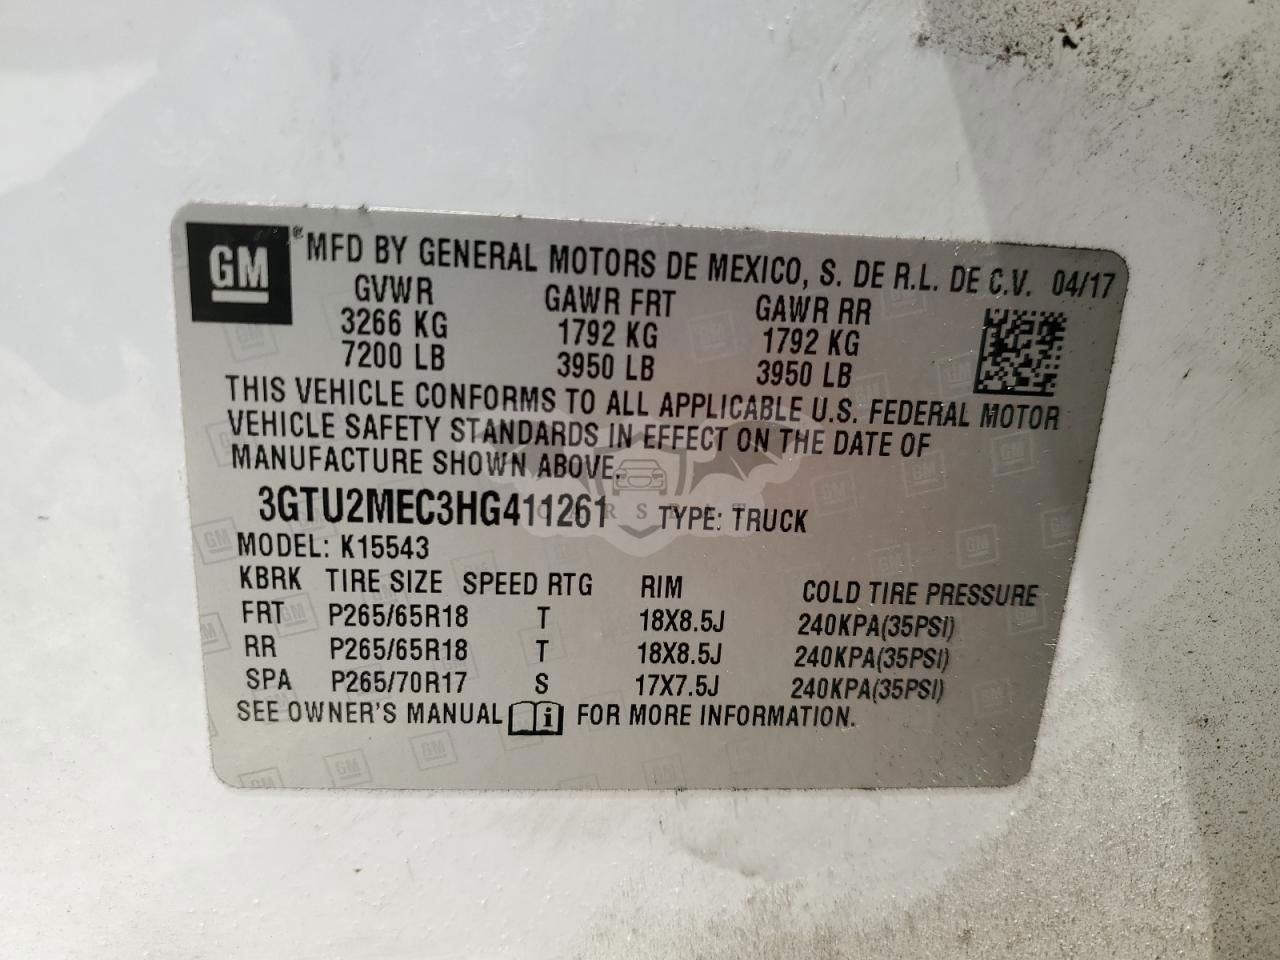 GM ® MFD BY GENERAL MOTORS DE MEXICO, S. DE R.L. DE C.V. 04/17
GVWR GAWR FRT GAWR RR
3266 KG 1792 KG 1792 KG
7200 LB 3950 LB 3950 LB
THIS VEHICLE CONFORMS TO ALL APPLICABLE U.S. FEDERAL MOTOR
VEHICLE SAFETY STANDARDS IN EFFECT ON THE DATE OF
MANUFACTURE SHOWN ABOVE.
3GTU2MEC3HG411261 TYPE: TRUCK
MODEL: K15543
KBRK TIRE SIZE SPEED RTG RIM COLD TIRE PRESSURE
FRT P265/65R18 T 18X8.5J 240KPA(35PSI)
RR P265/65R18 T 18X8.5J 240KPA(35PSI)
SPA P265/70R17 S 17X7.5J 240KPA(35PSI)
SEE OWNER'S MANUAL i FOR MORE INFORMATION.